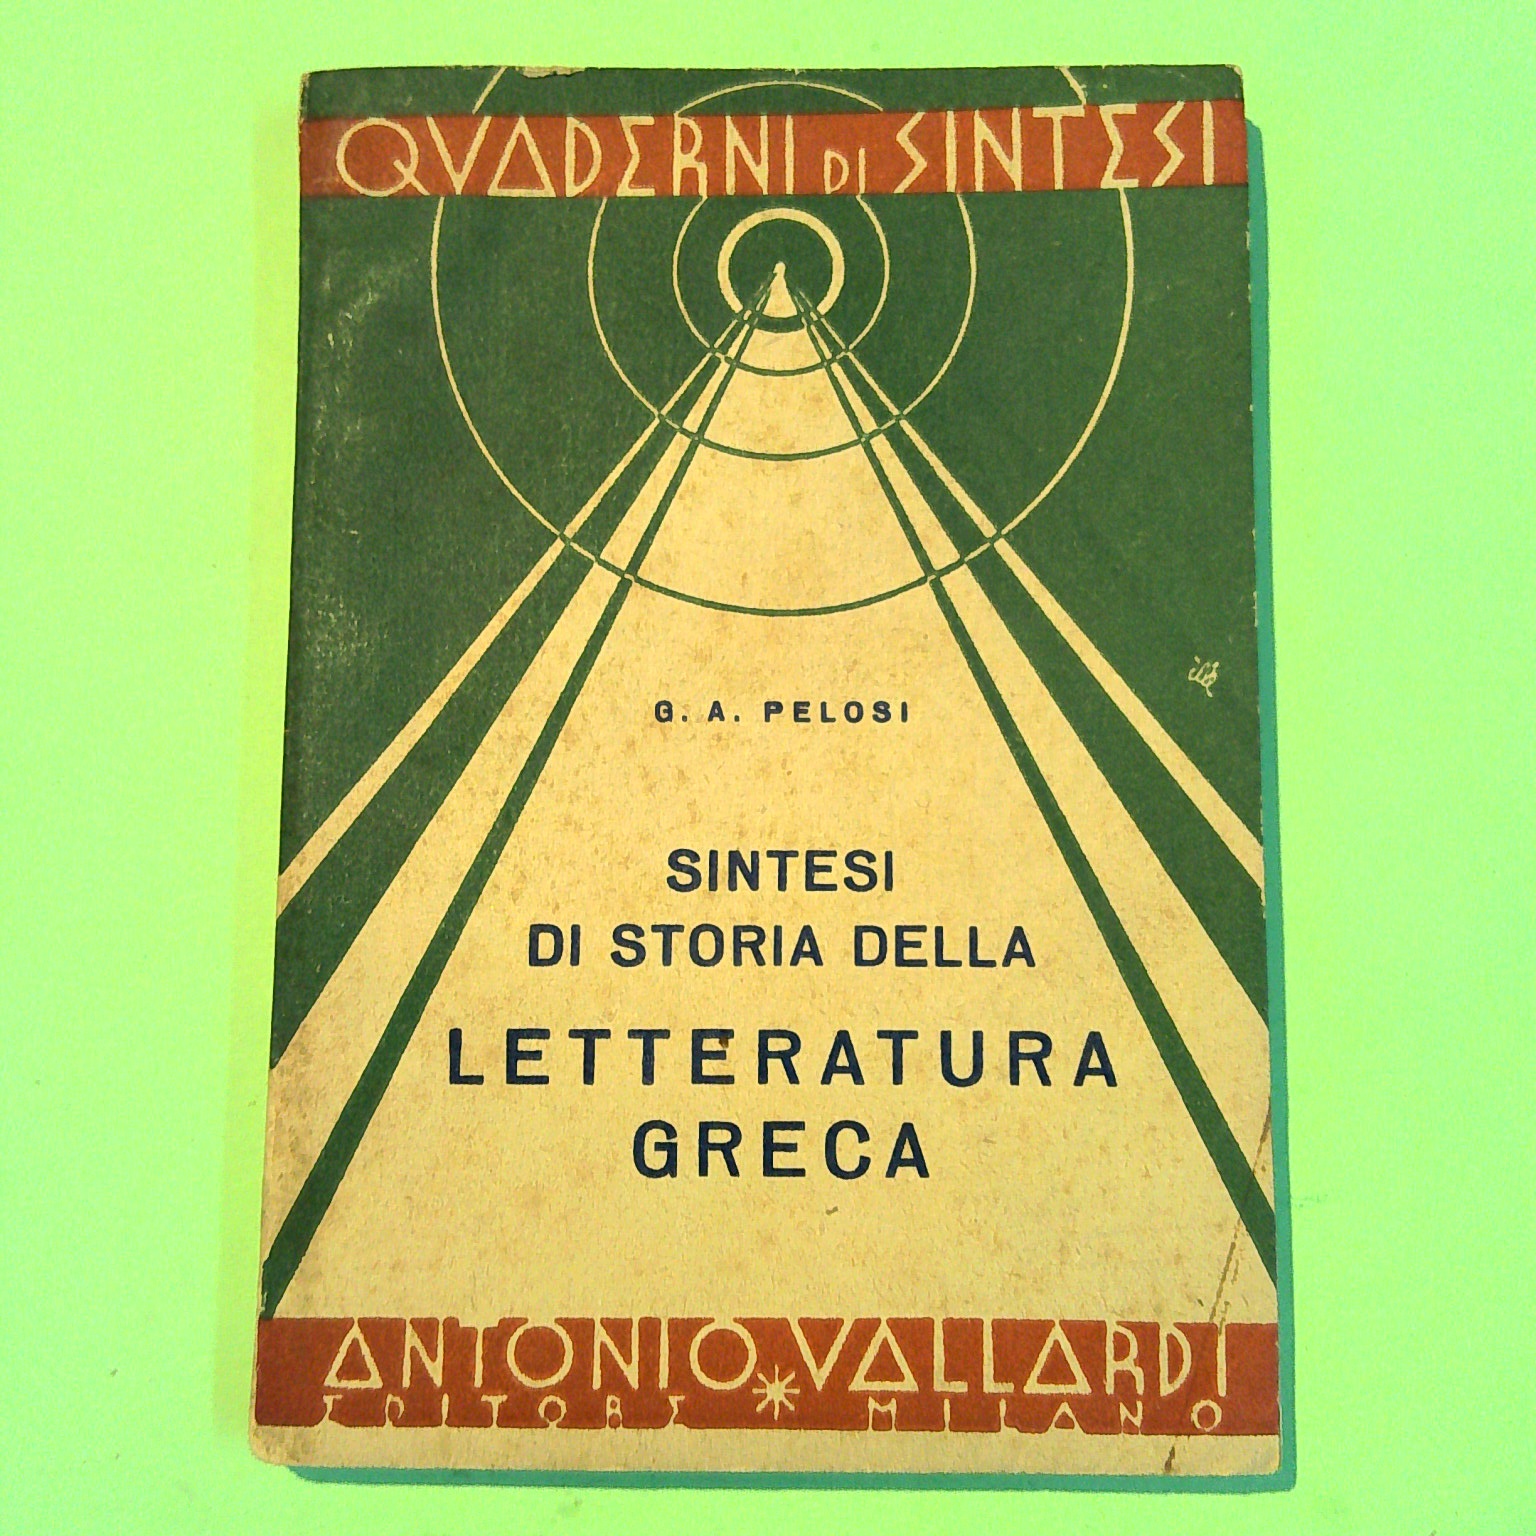 QVADERNI DI SINTESI
G. A. PELOSI
SINTESI
DI STORIA DELLA
LETTERATURA
GRECA
ANTONIO VALLARDI
EDITORE MILANO